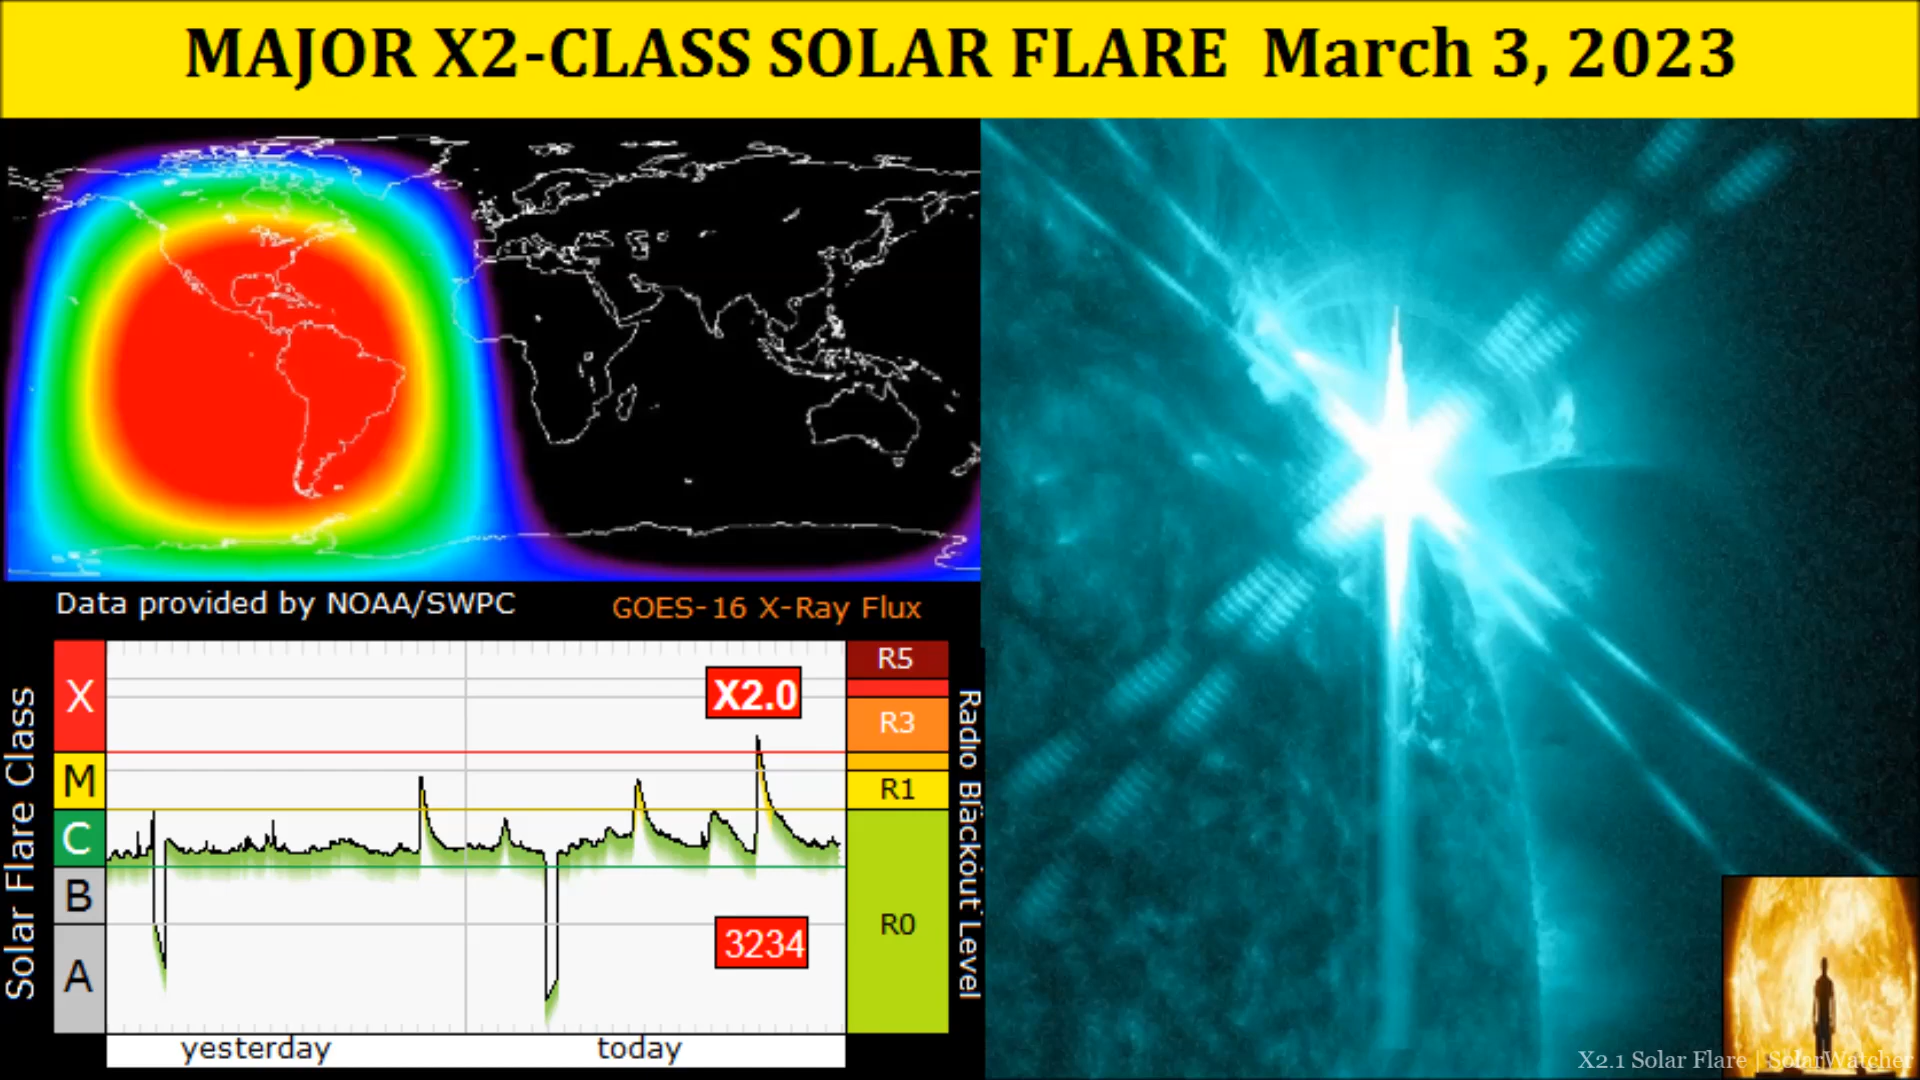 MAJOR X2-CLASS SOLAR FLARE March 3, 2023
Data provided by NOAA/SWPC
GOES-16 X-Ray Flux
Solar Flare Class
X
M
C
B
A
X2.0
3234
R5
R3
R1
R0
Radio Blackout Level
yesterday
today
X2.1 Solar Flare | SolarWatcher